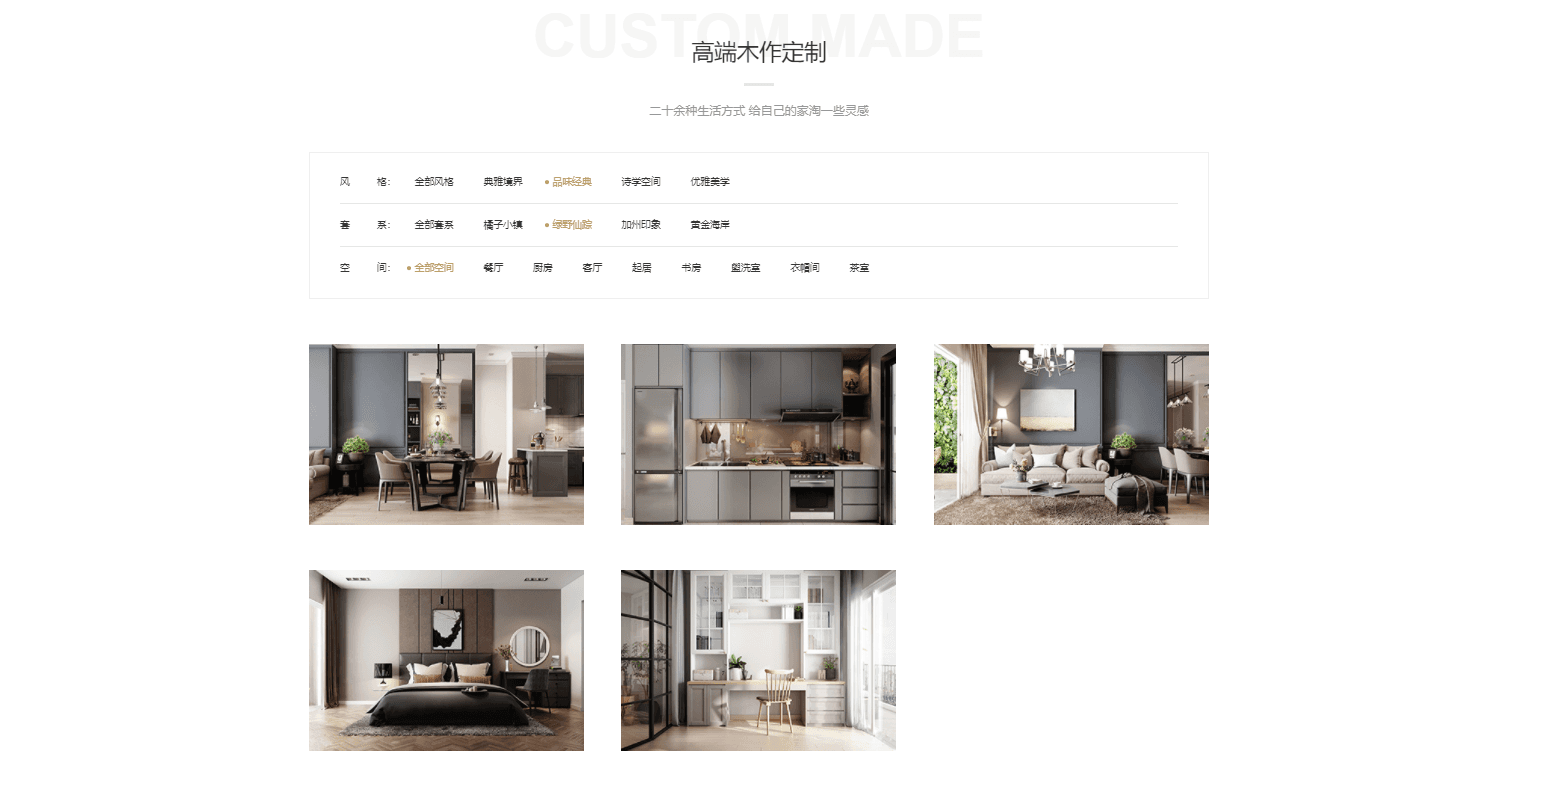 CUSTOM MADE
高端木作定制
二十余种生活方式 给自己的家淘一些灵感
风 格： 全部风格 典雅境界 品味经典 诗学空间 优雅美学
套 系： 全部套系 橘子小镇 绿野仙踪 加州印象 黄金海岸
空 间： 全部空间 餐厅 厨房 客厅 起居 书房 盥洗室 衣帽间 茶室